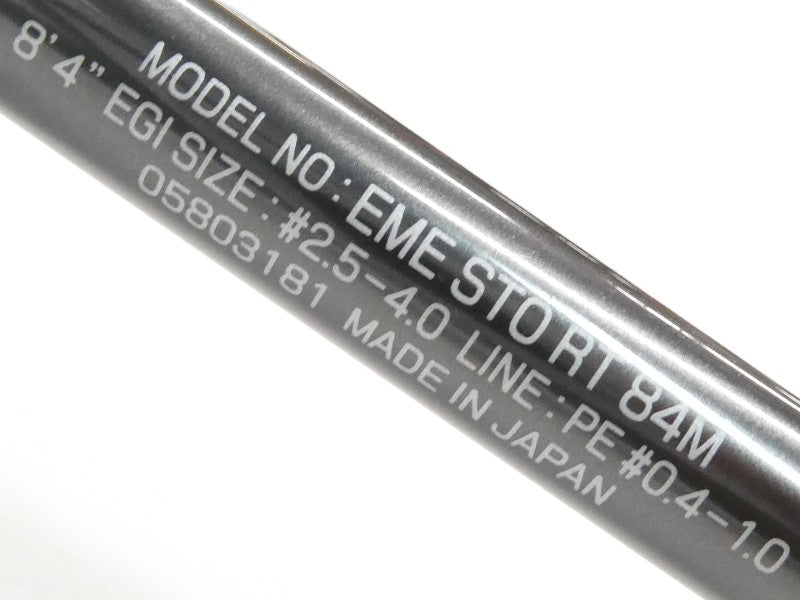 MODEL NO : EME STO RT 84M
8'4" EGI SIZE : #2.5-4.0 LINE : PE #0.4-1.0
05803181 MADE IN JAPAN